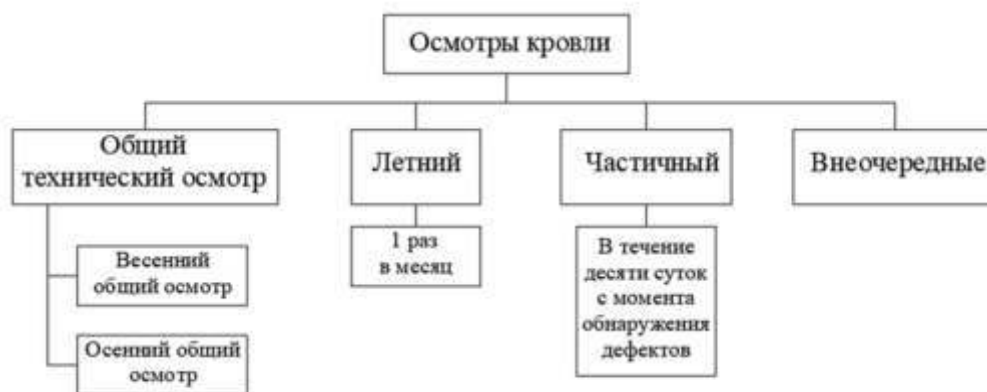 Осмотры кровли
Общий
технический осмотр
Летний
Частичный
Внеочередные
Весенний
общий осмотр
Осенний общий
осмотр
1 раз
в месяц
В течение
десяти суток
с момента
обнаружения
дефектов